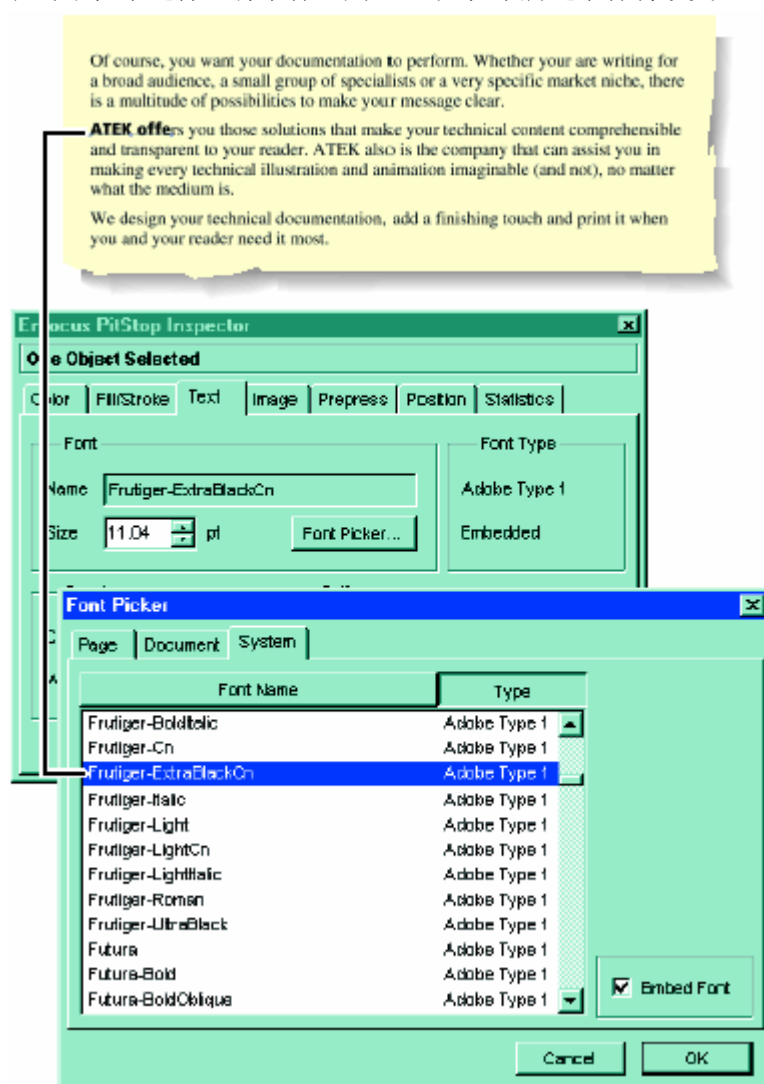 Of course, you want your documentation to perform. Whether your are writing for
a broad audience, a small group of speciallists or a very specific market niche, there
is a multitude of possibilities to make your message clear.
ATEK offers you those solutions that make your technical content comprehensible
and transparent to your reader. ATEK also is the company that can assist you in
making every technical illustration and animation imaginable (and not), no matter
what the medium is.
We design your technical documentation, add a finishing touch and print it when
you and your reader need it most.
PitStop Inspector
One Object Selected
Color Fill/Stroke Text Image Prepress Position Statistics
Font Font Type
Name Frutiger-ExtraBlackCn Adobe Type 1
Size 11.04 pt Font Picker... Embedded
Font Picker
Page Document System
Font Name Type
Frutiger-BoldItalic Adobe Type 1
Frutiger-Cn Adobe Type 1
Frutiger-ExtraBlackCn Adobe Type 1
Frutiger-Italic Adobe Type 1
Frutiger-Light Adobe Type 1
Frutiger-LightCn Adobe Type 1
Frutiger-LightItalic Adobe Type 1
Frutiger-Roman Adobe Type 1
Frutiger-UltraBlack Adobe Type 1
Futura Adobe Type 1
Futura-Bold Adobe Type 1
Futura-BoldOblique Adobe Type 1
Embed Font
Cancel OK